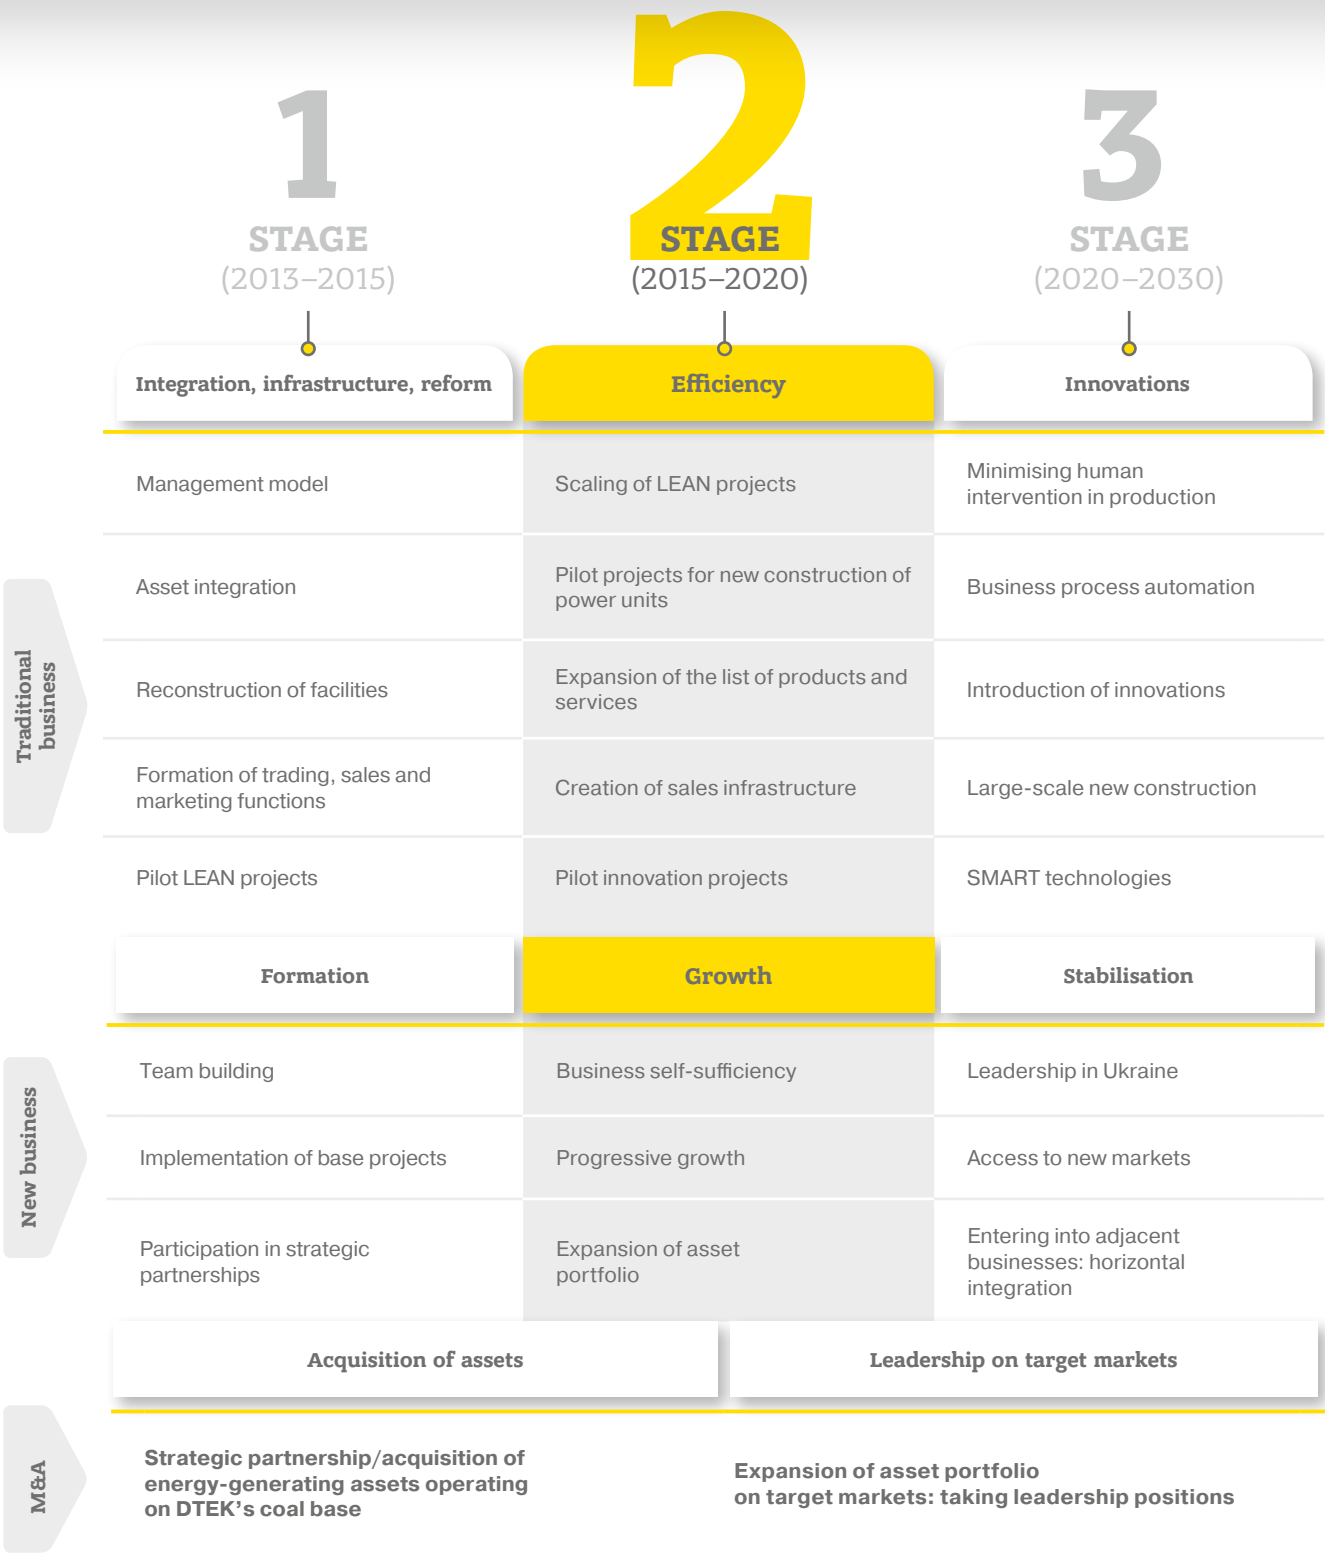 1
STAGE
(2013–2015)
2
STAGE
(2015–2020)
3
STAGE
(2020–2030)
Integration, infrastructure, reform
Efficiency
Innovations
Traditional
business
Management model
Scaling of LEAN projects
Minimising human
intervention in production
Asset integration
Pilot projects for new construction of
power units
Business process automation
Reconstruction of facilities
Expansion of the list of products and
services
Introduction of innovations
Formation of trading, sales and
marketing functions
Creation of sales infrastructure
Large-scale new construction
Pilot LEAN projects
Pilot innovation projects
SMART technologies
Formation
Growth
Stabilisation
New business
Team building
Business self-sufficiency
Leadership in Ukraine
Implementation of base projects
Progressive growth
Access to new markets
Participation in strategic
partnerships
Expansion of asset
portfolio
Entering into adjacent
businesses: horizontal
integration
Acquisition of assets
Leadership on target markets
M&A
Strategic partnership/acquisition of
energy-generating assets operating
on DTEK's coal base
Expansion of asset portfolio
on target markets: taking leadership positions